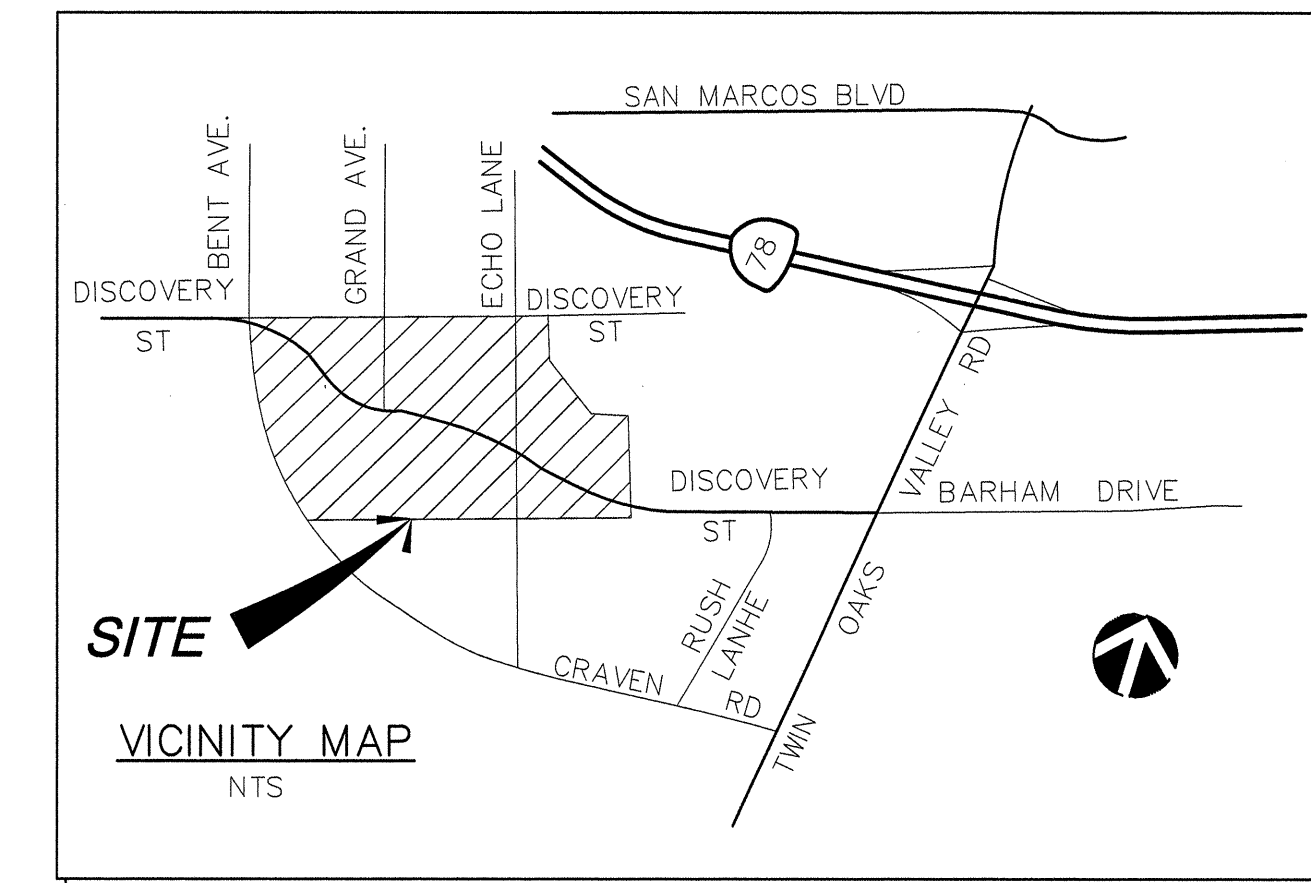 SAN MARCOS BLVD
BENT AVE.
GRAND AVE.
ECHO LANE
78
DISCOVERY
ST
DISCOVERY
ST
VALLEY RD
DISCOVERY
ST
BARHAM DRIVE
RUSH
LANHE
OAKS
SITE
CRAVEN RD
TWIN
VICINITY MAP
NTS